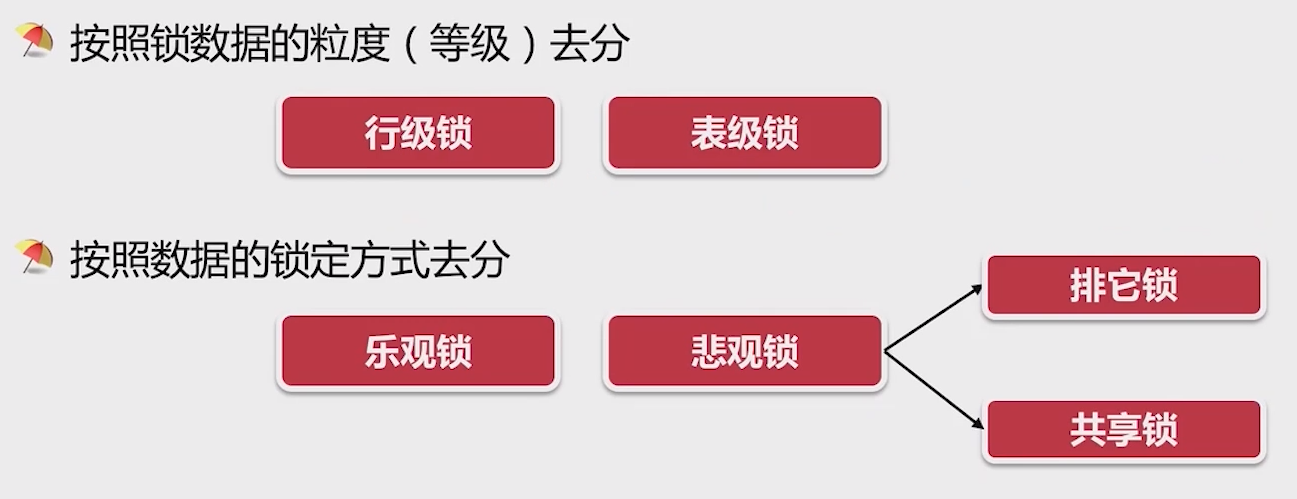 按照锁数据的粒度（等级）去分
行级锁
表级锁
按照数据的锁定方式去分
乐观锁
悲观锁
排它锁
共享锁